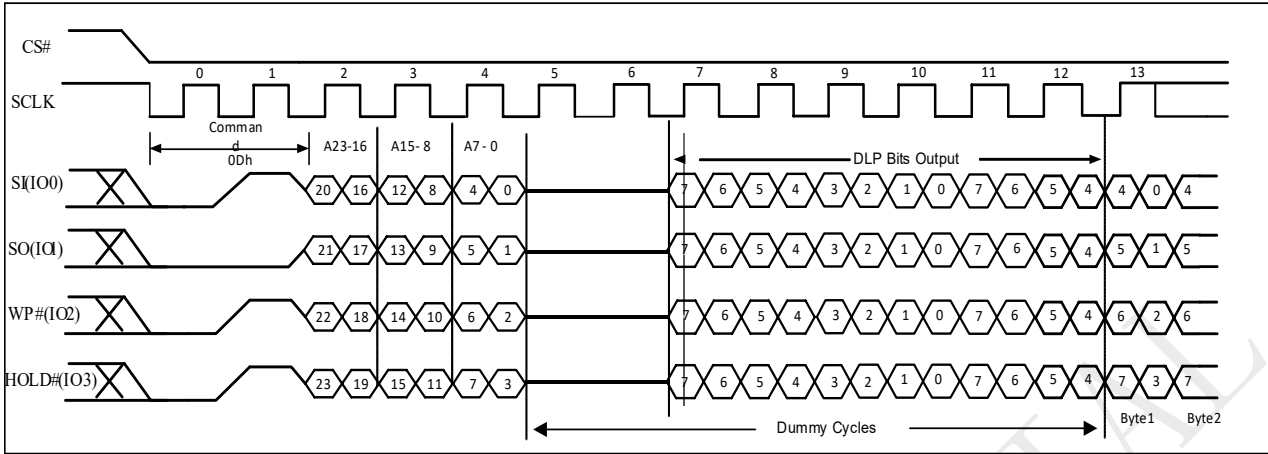 CS#
0 1 2 3 4 5 6 7 8 9 10 11 12 13
SCLK
Comman
d
0Dh
A23-16 A15- 8 A7 - 0
DLP Bits Output
SI(IO0) 20 16 12 8 4 0 7 6 5 4 3 2 1 0 7 6 5 4 4 0 4
SO(IO1) 21 17 13 9 5 1 7 6 5 4 3 2 1 0 7 6 5 4 5 1 5
WP#(IO2) 22 18 14 10 6 2 7 6 5 4 3 2 1 0 7 6 5 4 6 2 6
HOLD#(IO3) 23 19 15 11 7 3 7 6 5 4 3 2 1 0 7 6 5 4 7 3 7
Byte1 Byte2
Dummy Cycles